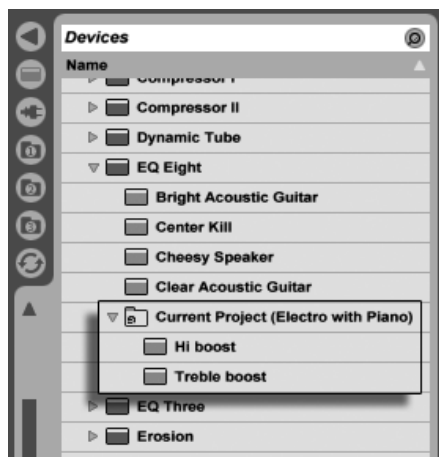 Devices
Name
Compressor I
Compressor II
Dynamic Tube
EQ Eight
Bright Acoustic Guitar
Center Kill
Cheesy Speaker
Clear Acoustic Guitar
Current Project (Electro with Piano)
Hi boost
Treble boost
EQ Three
Erosion